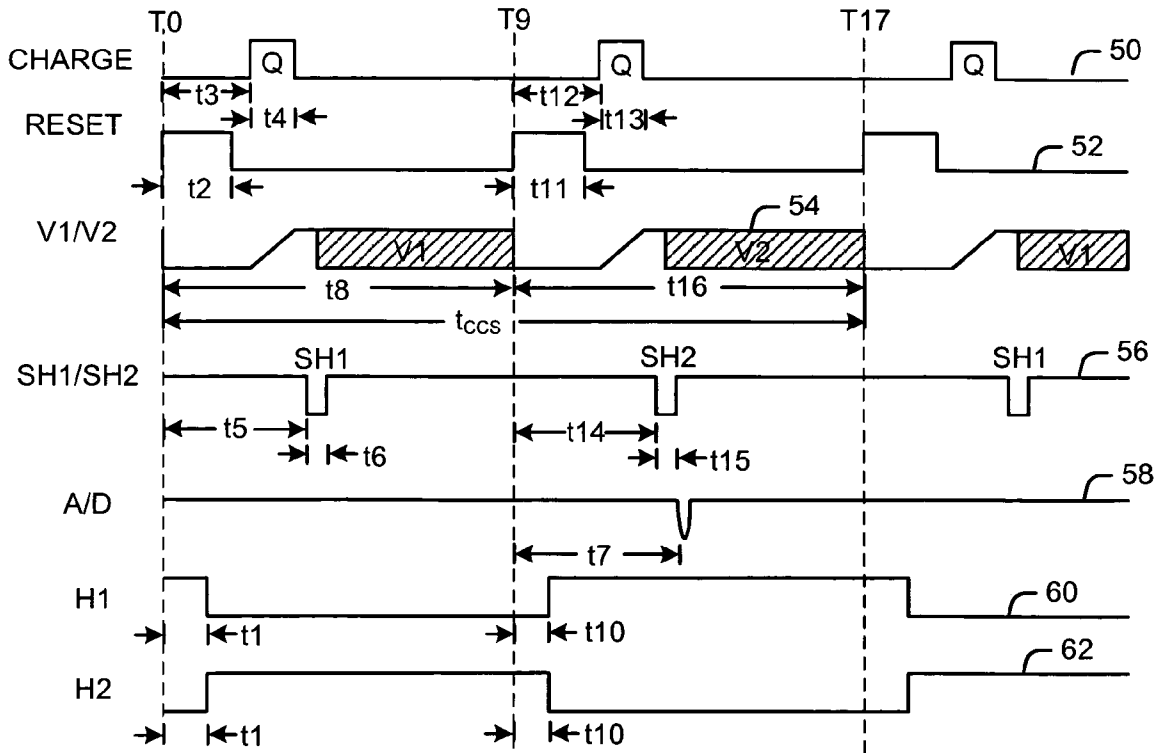 T0 T9 T17
CHARGE Q Q Q 50
t3 t12
t4 t13
RESET 52
t2 t11
V1/V2 V1 54 V2 V1
t8 t16
tCCS
SH1/SH2 SH1 SH2 SH1 56
t5 t14
t6 t15
A/D 58
t7
H1 60
t1 t10
H2 62
t1 t10